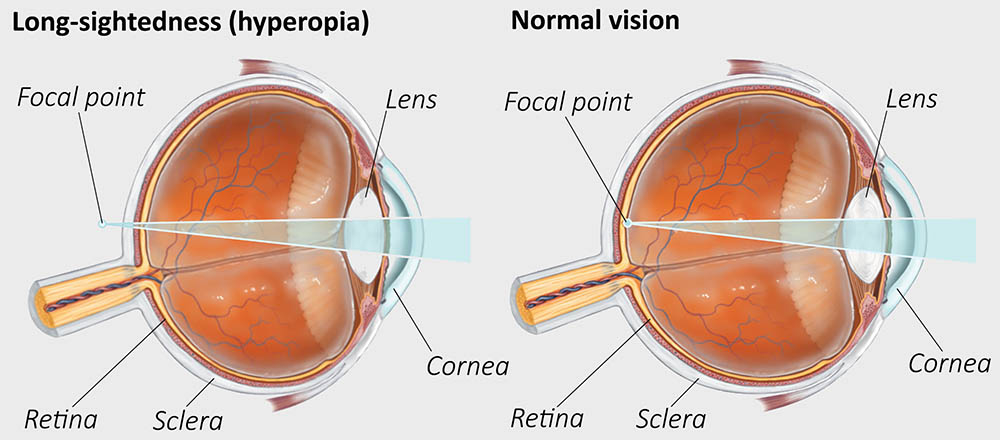 Long-sightedness (hyperopia)
Normal vision
Focal point
Lens
Focal point
Lens
Cornea
Cornea
Retina
Sclera
Retina
Sclera